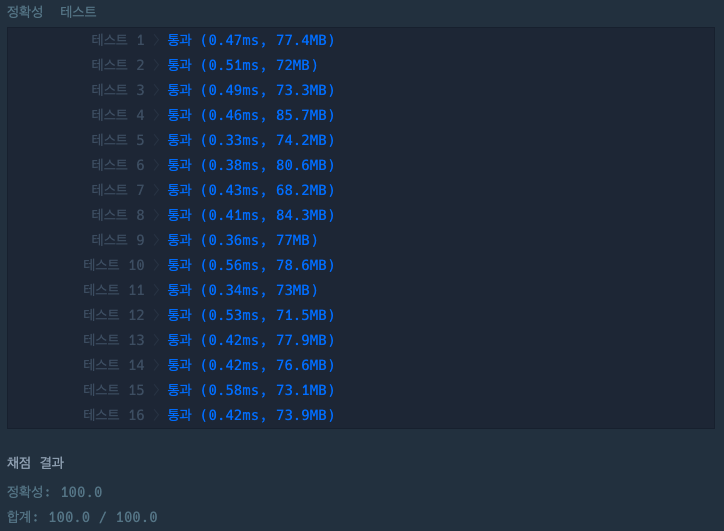 정확성 테스트
테스트 1 〉 통과 (0.47ms, 77.4MB)
테스트 2 〉 통과 (0.51ms, 72MB)
테스트 3 〉 통과 (0.49ms, 73.3MB)
테스트 4 〉 통과 (0.46ms, 85.7MB)
테스트 5 〉 통과 (0.33ms, 74.2MB)
테스트 6 〉 통과 (0.38ms, 80.6MB)
테스트 7 〉 통과 (0.43ms, 68.2MB)
테스트 8 〉 통과 (0.41ms, 84.3MB)
테스트 9 〉 통과 (0.36ms, 77MB)
테스트 10 〉 통과 (0.56ms, 78.6MB)
테스트 11 〉 통과 (0.34ms, 73MB)
테스트 12 〉 통과 (0.53ms, 71.5MB)
테스트 13 〉 통과 (0.42ms, 77.9MB)
테스트 14 〉 통과 (0.42ms, 76.6MB)
테스트 15 〉 통과 (0.58ms, 73.1MB)
테스트 16 〉 통과 (0.42ms, 73.9MB)
채점 결과
정확성: 100.0
합계: 100.0 / 100.0